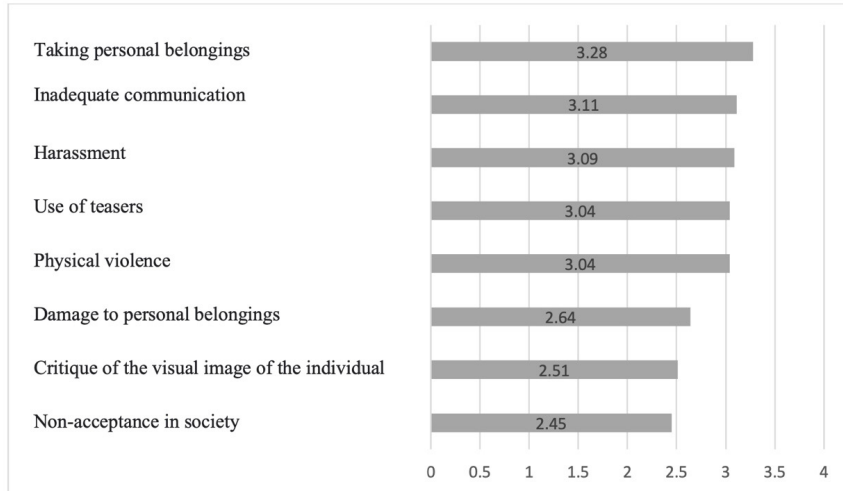 Taking personal belongings 3.28
Inadequate communication 3.11
Harassment 3.09
Use of teasers 3.04
Physical violence 3.04
Damage to personal belongings 2.64
Critique of the visual image of the individual 2.51
Non-acceptance in society 2.45
0 0.5 1 1.5 2 2.5 3 3.5 4